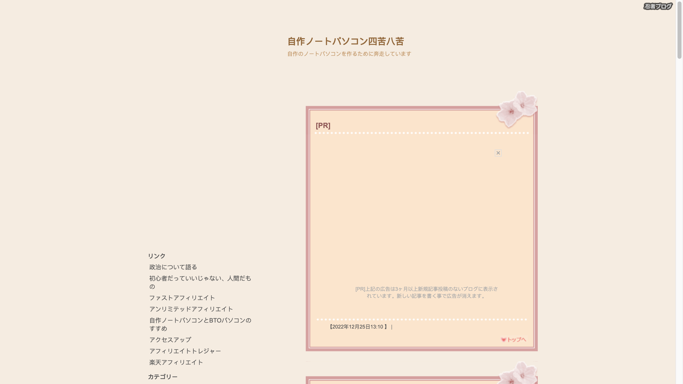 忍者ブログ
自作ノートパソコン四苦八苦
自作のノートパソコンを作るために奔走しています
[PR]
×
[PR]上記の広告は3ヶ月以上新規記事投稿のないブログに表示さ
れています。新しい記事を書く事で広告が消えます。
【2022年12月25日13:10 】 |
トップへ
リンク
政治について語る
初心者だっていいじゃない、人間だも
の
ファストアフィリエイト
アンリミテッドアフィリエイト
自作ノートパソコンとBTOパソコンの
すすめ
アクセスアップ
アフィリエイトトレジャー
楽天アフィリエイト
カテゴリー